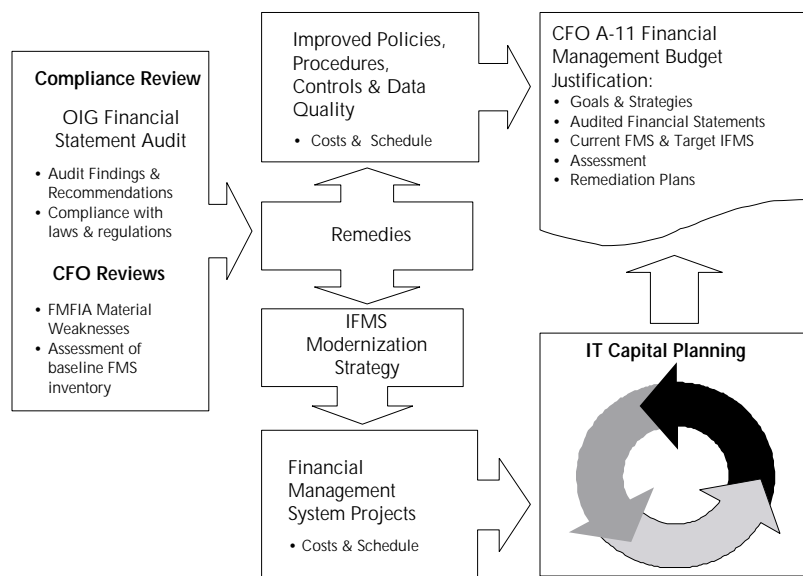 Compliance Review
OIG Financial
Statement Audit
• Audit Findings &
Recommendations
• Compliance with
laws & regulations
CFO Reviews
• FMFIA Material
Weaknesses
• Assessment of
baseline FMS
inventory
Improved Policies,
Procedures,
Controls & Data
Quality
• Costs & Schedule
Remedies
IFMS
Modernization
Strategy
Financial
Management
System Projects
• Costs & Schedule
CFO A-11 Financial
Management Budget
Justification:
• Goals & Strategies
• Audited Financial Statements
• Current FMS & Target IFMS
• Assessment
• Remediation Plans
IT Capital Planning